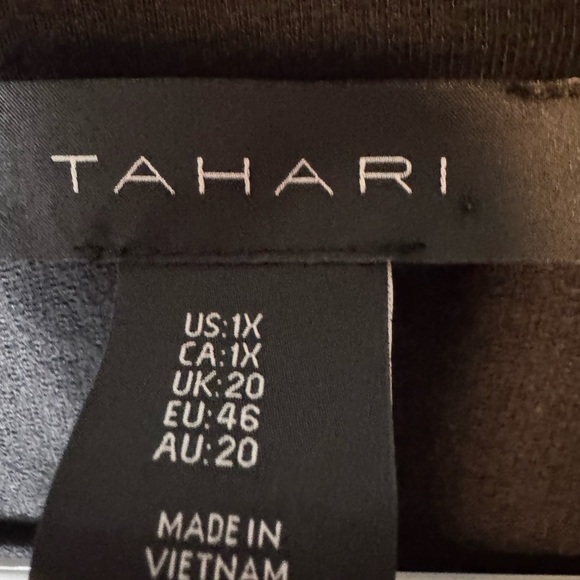 TAHARI
US:1X
CA:1X
UK:20
EU:46
AU:20
MADE IN
VIETNAM